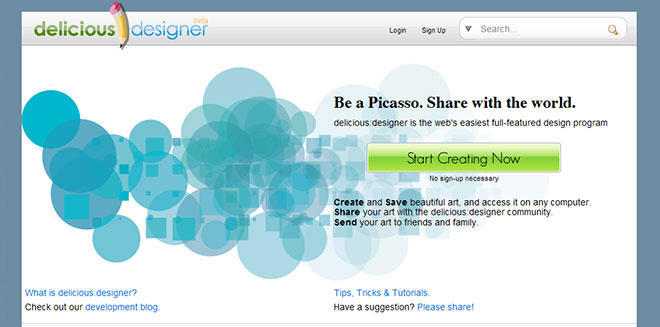 delicious designer
beta
Login Sign Up Search...
Be a Picasso. Share with the world.
delicious:designer is the web's easiest full-featured design program
Start Creating Now
No sign-up necessary
Create and Save beautiful art, and access it on any computer.
Share your art with the delicious:designer community.
Send your art to friends and family.
What is delicious:designer?
Check out our development blog.
Tips, Tricks & Tutorials.
Have a suggestion? Please share!